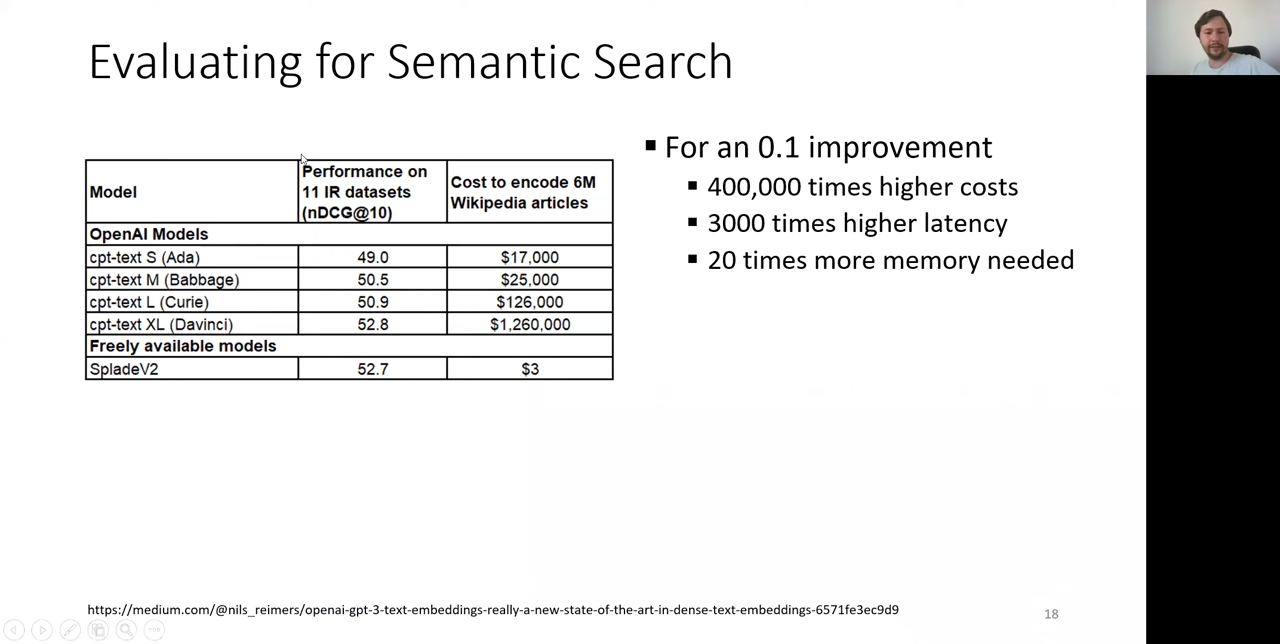 Evaluating for Semantic Search
Model
Performance on
11 IR datasets
(nDCG@10)
Cost to encode 6M
Wikipedia articles
OpenAI Models
cpt-text S (Ada) 49.0 $17,000
cpt-text M (Babbage) 50.5 $25,000
cpt-text L (Curie) 50.9 $126,000
cpt-text XL (Davinci) 52.8 $1,260,000
Freely available models
SpladeV2 52.7 $3
▪ For an 0.1 improvement
▪ 400,000 times higher costs
▪ 3000 times higher latency
▪ 20 times more memory needed
https://medium.com/@nils_reimers/openai-gpt-3-text-embeddings-really-a-new-state-of-the-art-in-dense-text-embeddings-6571fe3ec9d9
18